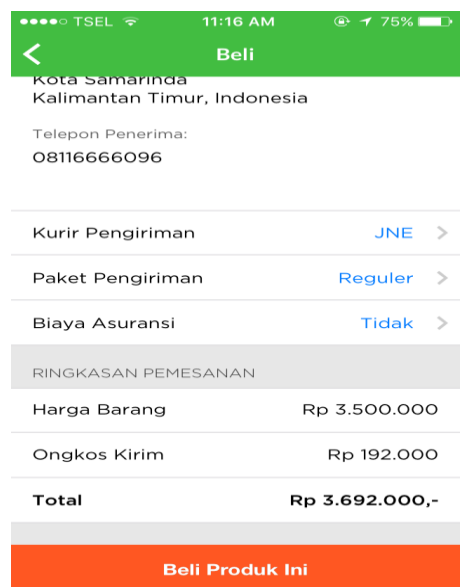 TSEL 11:16 AM 75%
Beli
Kota Samarinda
Kalimantan Timur, Indonesia
Telepon Penerima:
08116666096
Kurir Pengiriman JNE
Paket Pengiriman Reguler
Biaya Asuransi Tidak
RINGKASAN PEMESANAN
Harga Barang Rp 3.500.000
Ongkos Kirim Rp 192.000
Total Rp 3.692.000,-
Beli Produk Ini